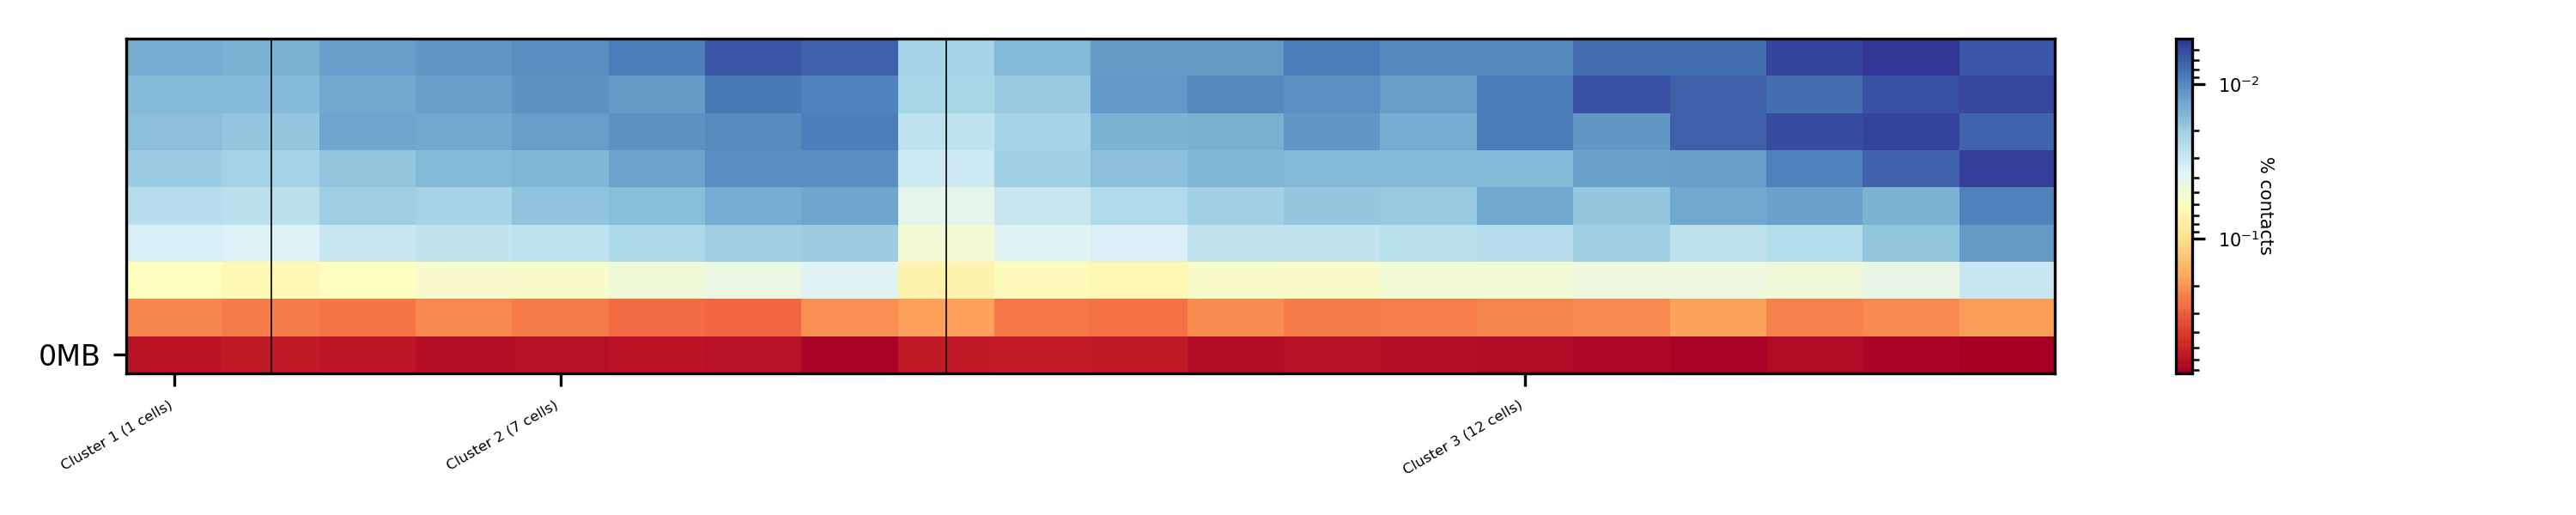 10⁻²
% contacts
10⁻¹
0MB
Cluster 1 (1 cells)
Cluster 2 (7 cells)
Cluster 3 (12 cells)